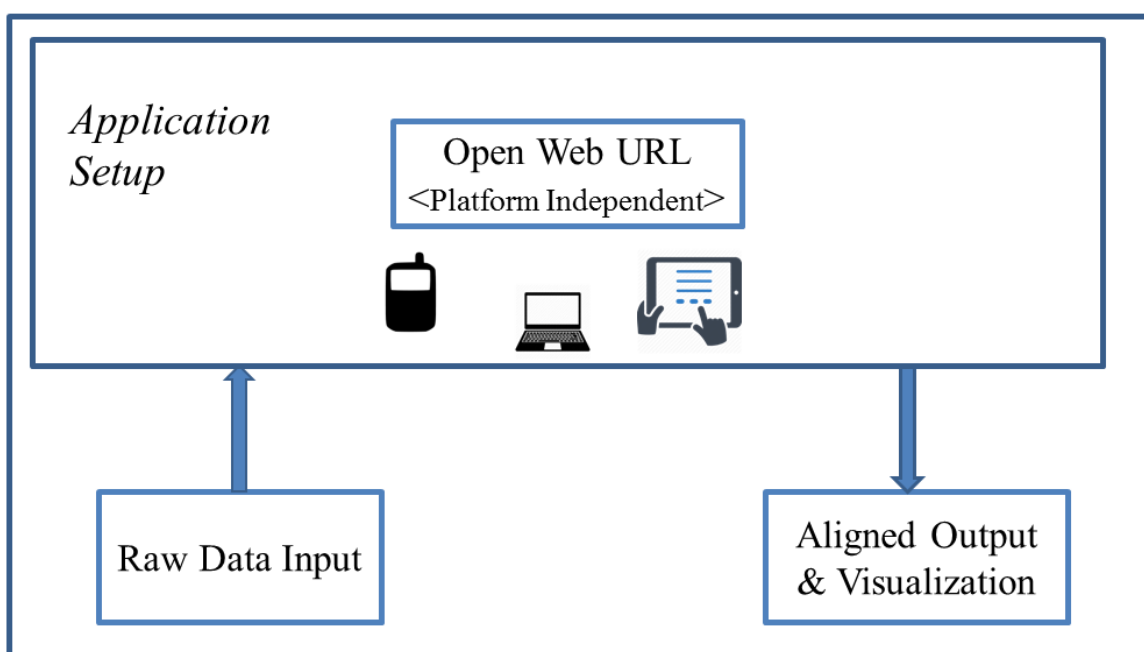 Application
Setup
Open Web URL
<Platform Independent>
Raw Data Input
Aligned Output
& Visualization